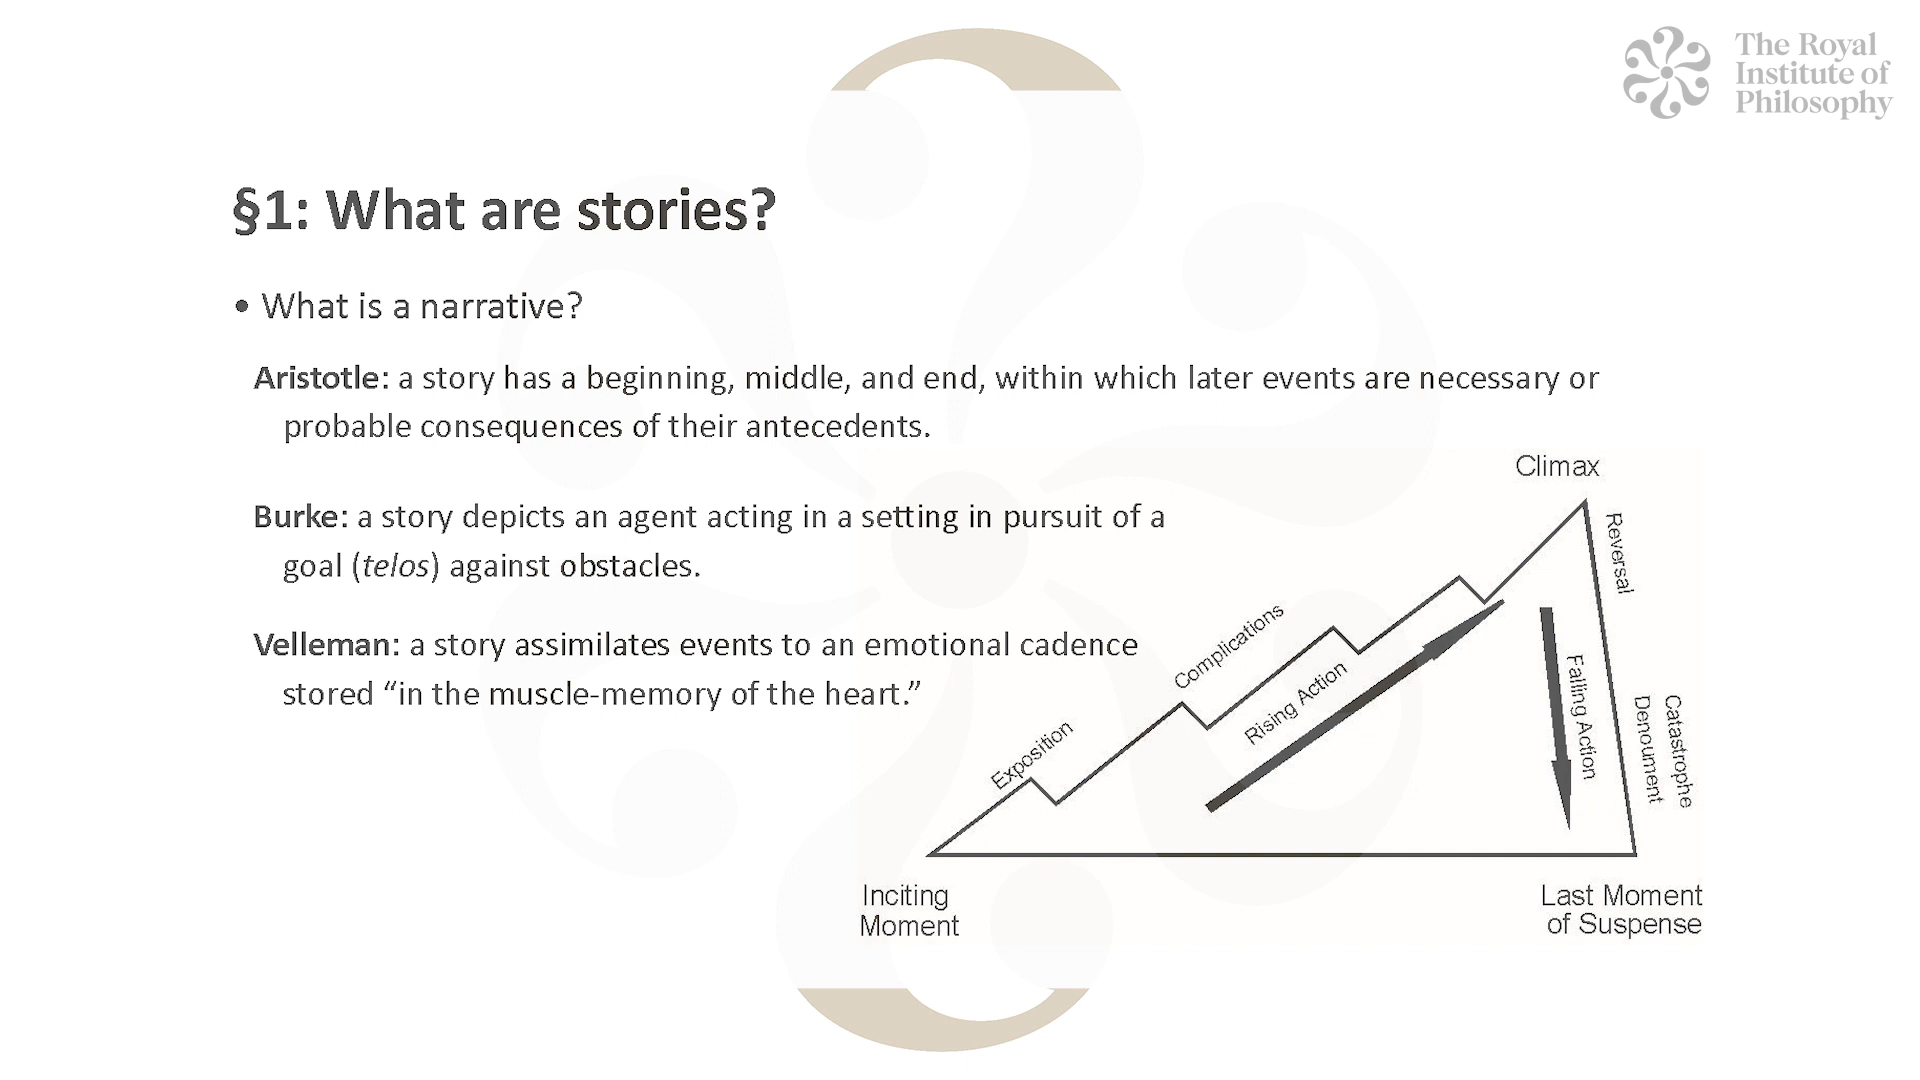 The Royal
Institute of
Philosophy
§1: What are stories?
• What is a narrative?
Aristotle: a story has a beginning, middle, and end, within which later events are necessary or
probable consequences of their antecedents.
Burke: a story depicts an agent acting in a setting in pursuit of a
goal (telos) against obstacles.
Velleman: a story assimilates events to an emotional cadence
stored “in the muscle-memory of the heart.”
Climax
Reversal
Complications
Rising Action
Falling Action
Exposition
Catastrophe
Denoument
Inciting
Moment
Last Moment
of Suspense